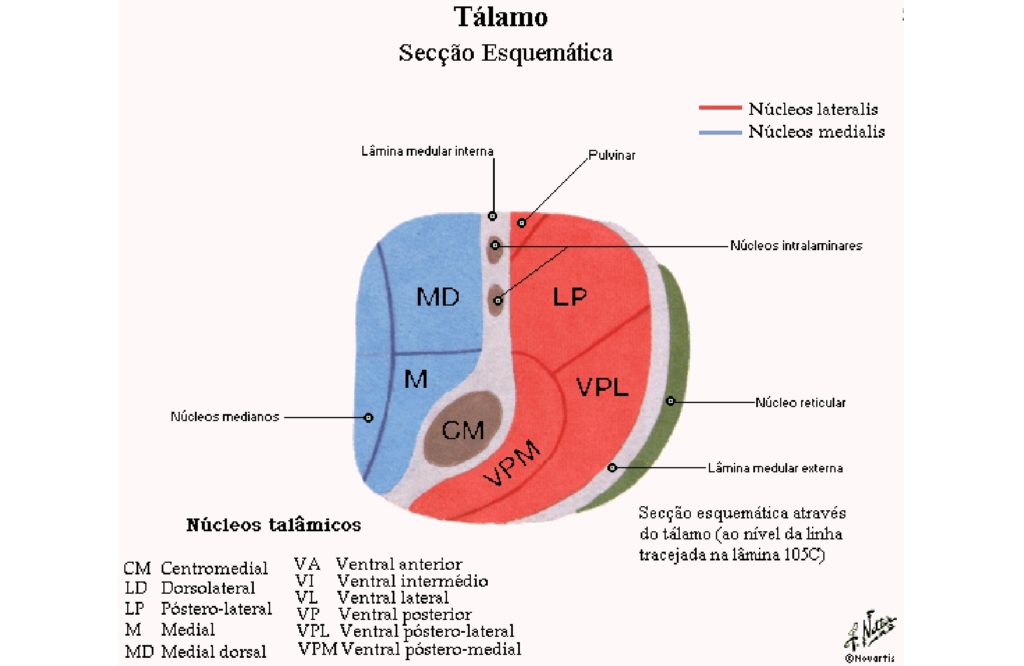 Tálamo
Secção Esquemática
Núcleos lateralis
Núcleos medialis
Lâmina medular interna
Pulvinar
Núcleos intralaminares
MD
LP
M
VPL
Núcleos medianos
CM
VPM
Núcleo reticular
Lâmina medular externa
Secção esquemática através
do tálamo (ao nível da linha
tracejada na lâmina 105C)
Núcleos talâmicos
CM Centromedial
LD Dorsolateral
LP Póstero-lateral
M Medial
MD Medial dorsal
VA Ventral anterior
VI Ventral intermédio
VL Ventral lateral
VP Ventral posterior
VPL Ventral póstero-lateral
VPM Ventral póstero-medial
©Novartis